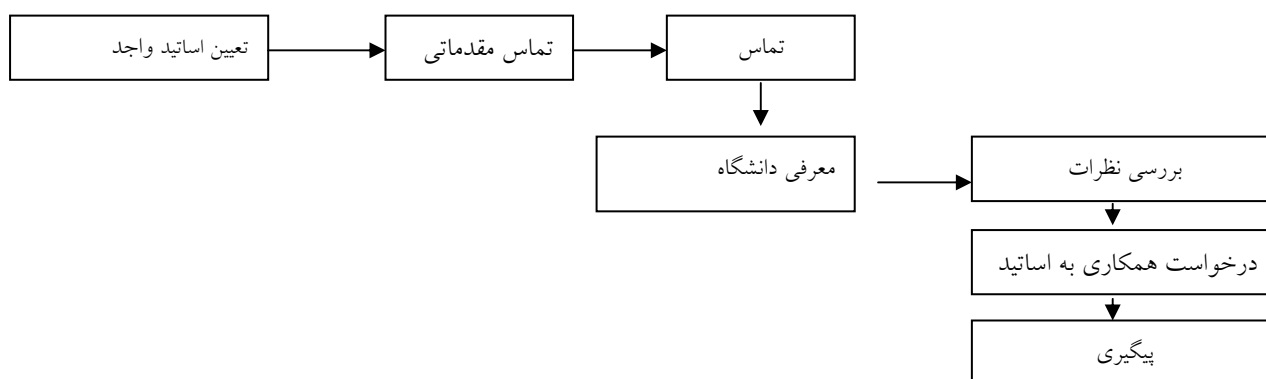 تعیین اساتید واجد
تماس مقدماتی
تماس
معرفی دانشگاه
بررسی نظرات
درخواست همکاری به اساتید
پیگیری